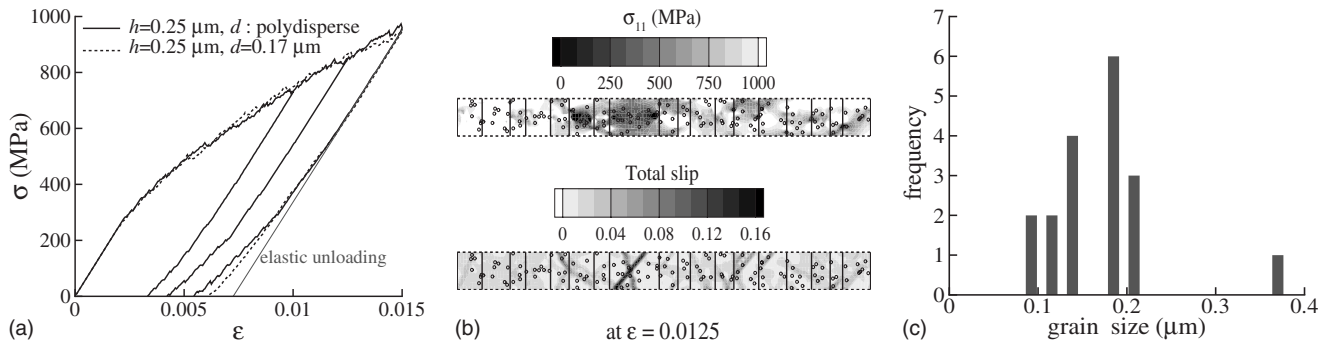 1000
800
600
400
200
0
σ (MPa)
h=0.25 μm, d : polydisperse
h=0.25 μm, d=0.17 μm
elastic unloading
0.005
0.01
0.015
ε
(a)
σ11 (MPa)
0 250 500 750 1000
Total slip
0 0.04 0.08 0.12 0.16
(b)
at ε = 0.0125
7
6
5
4
3
2
1
0
frequency
0 0.1 0.2 0.3 0.4
grain size (μm)
(c)